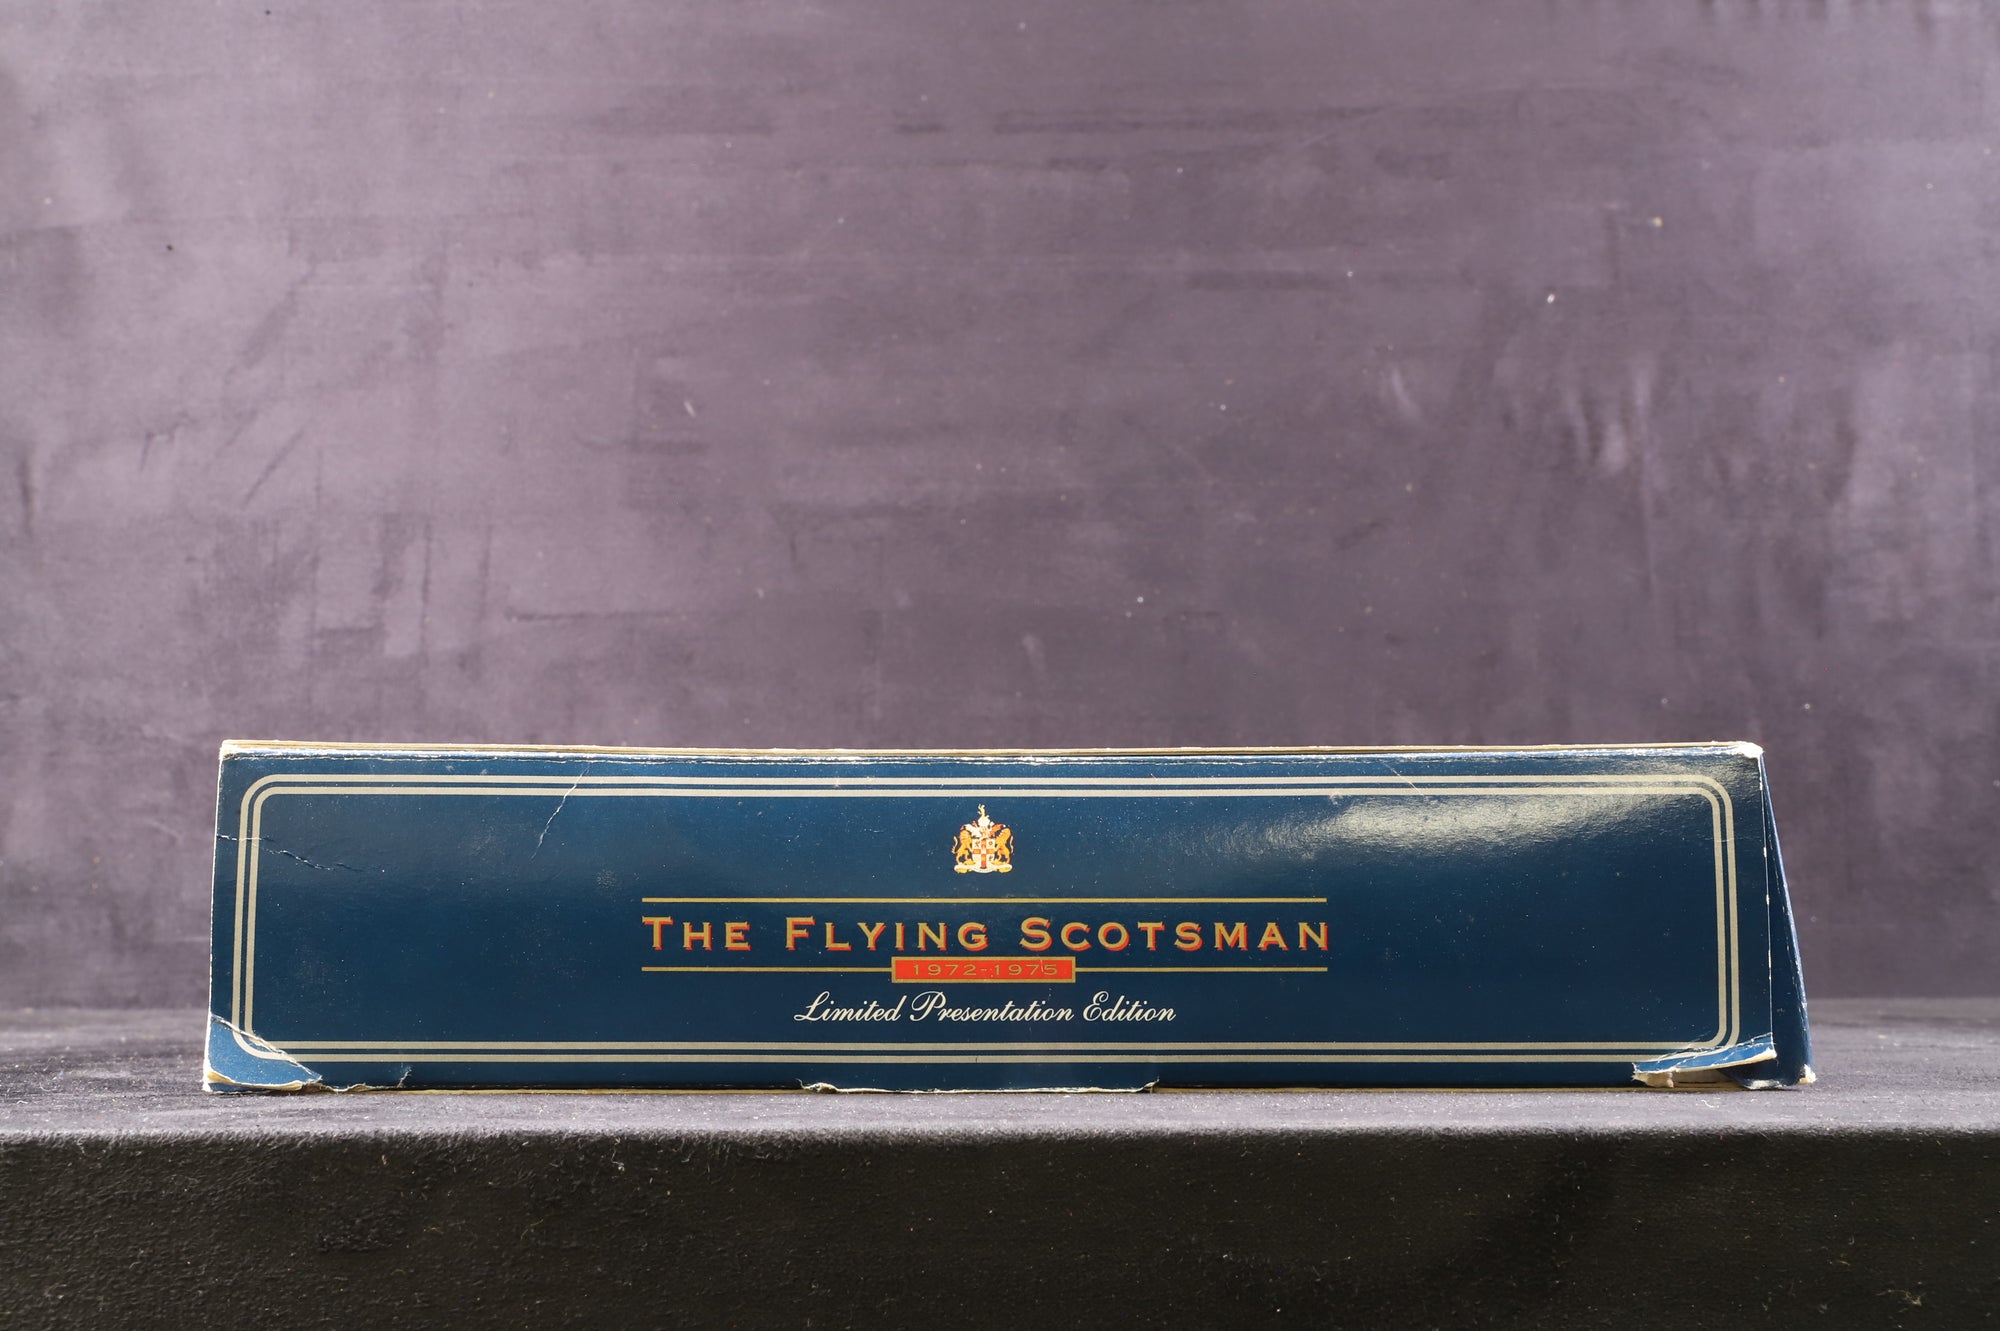 THE FLYING SCOTSMAN
1972-1975
Limited Presentation Edition